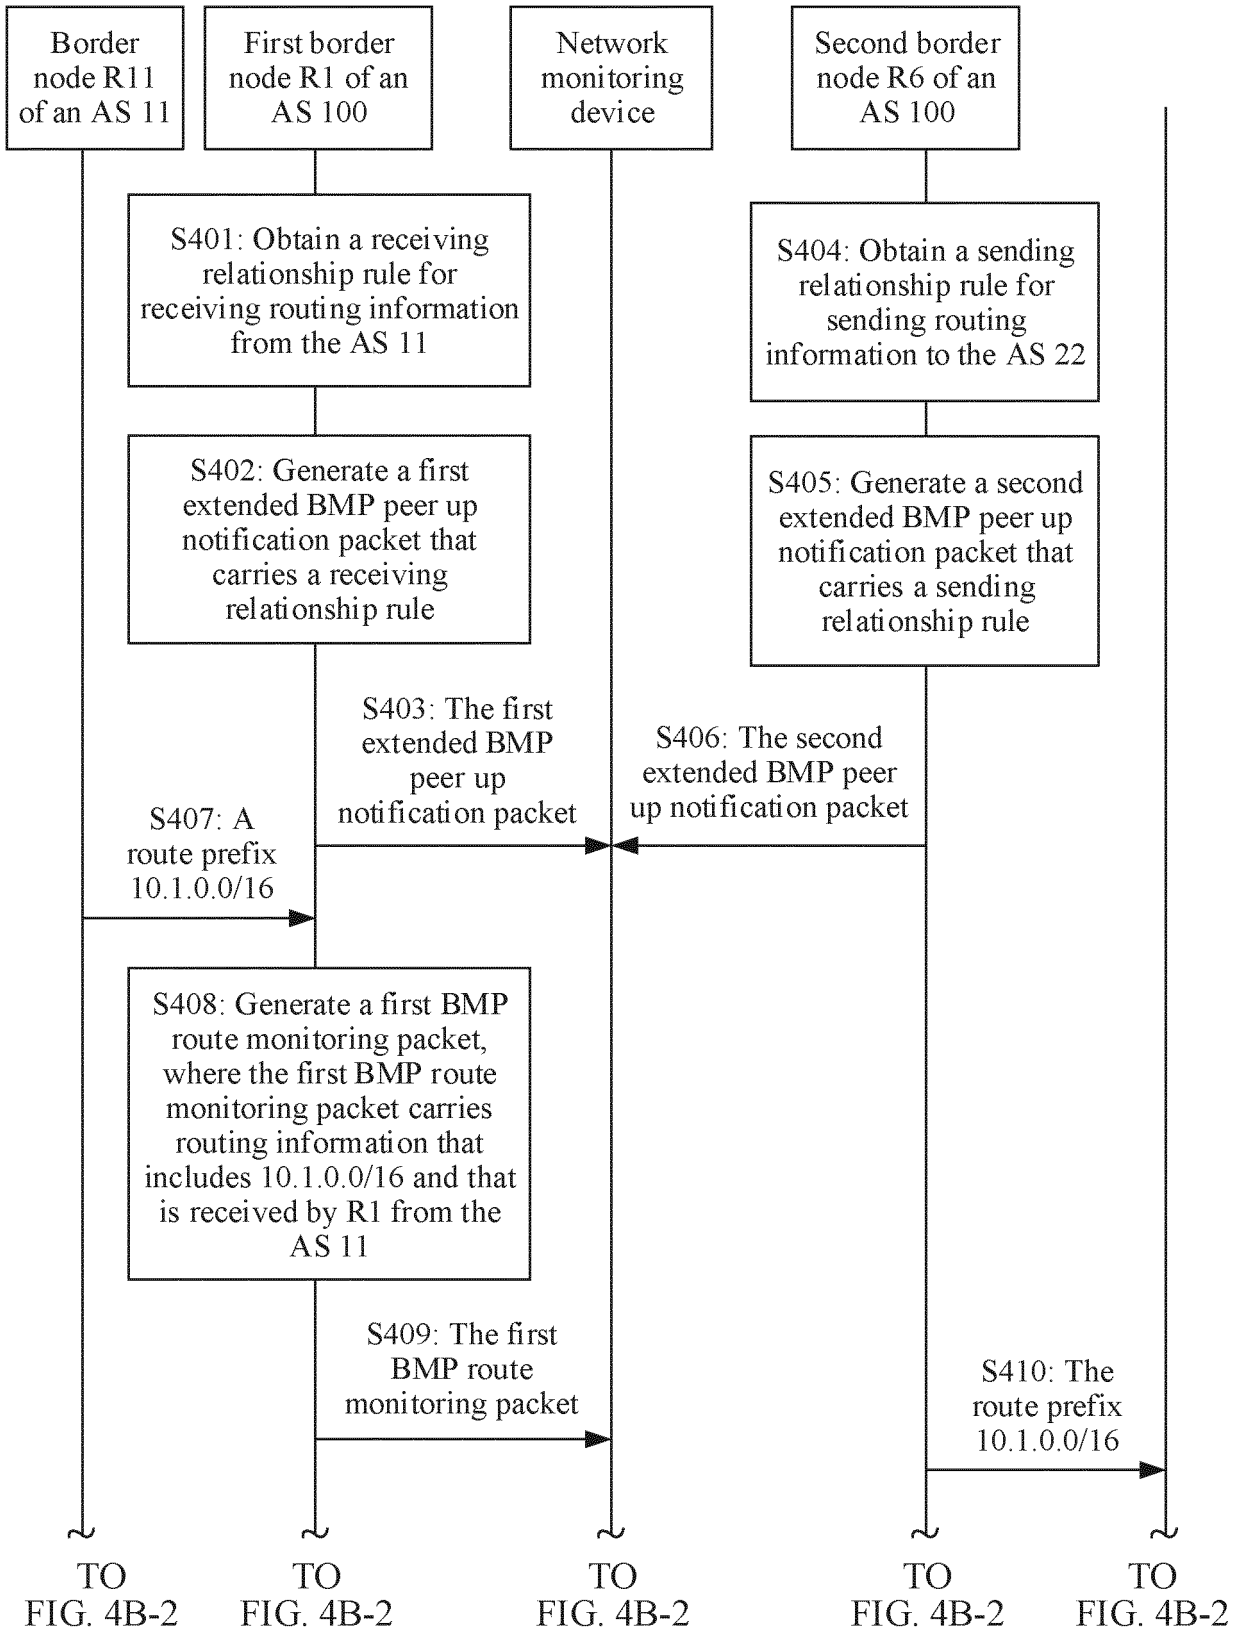 Border
node R11
of an AS 11
First border
node R1 of an
AS 100
Network
monitoring
device
Second border
node R6 of an
AS 100
S401: Obtain a receiving
relationship rule for
receiving routing information
from the AS 11
S404: Obtain a sending
relationship rule for
sending routing
information to the AS 22
S402: Generate a first
extended BMP peer up
notification packet that
carries a receiving
relationship rule
S405: Generate a second
extended BMP peer up
notification packet that
carries a sending
relationship rule
S403: The first
extended BMP
peer up
notification packet
S406: The second
extended BMP peer
up notification packet
S407: A
route prefix
10.1.0.0/16
S408: Generate a first BMP
route monitoring packet,
where the first BMP route
monitoring packet carries
routing information that
includes 10.1.0.0/16 and that
is received by R1 from the
AS 11
S409: The first
BMP route
monitoring packet
S410: The
route prefix
10.1.0.0/16
TO
FIG. 4B-2
TO
FIG. 4B-2
TO
FIG. 4B-2
TO
FIG. 4B-2
TO
FIG. 4B-2